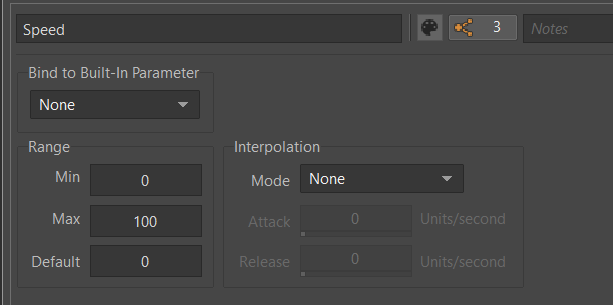 Speed
3
Notes
Bind to Built-In Parameter
None
Range
Min 0
Max 100
Default 0
Interpolation
Mode None
Attack 0 Units/second
Release 0 Units/second